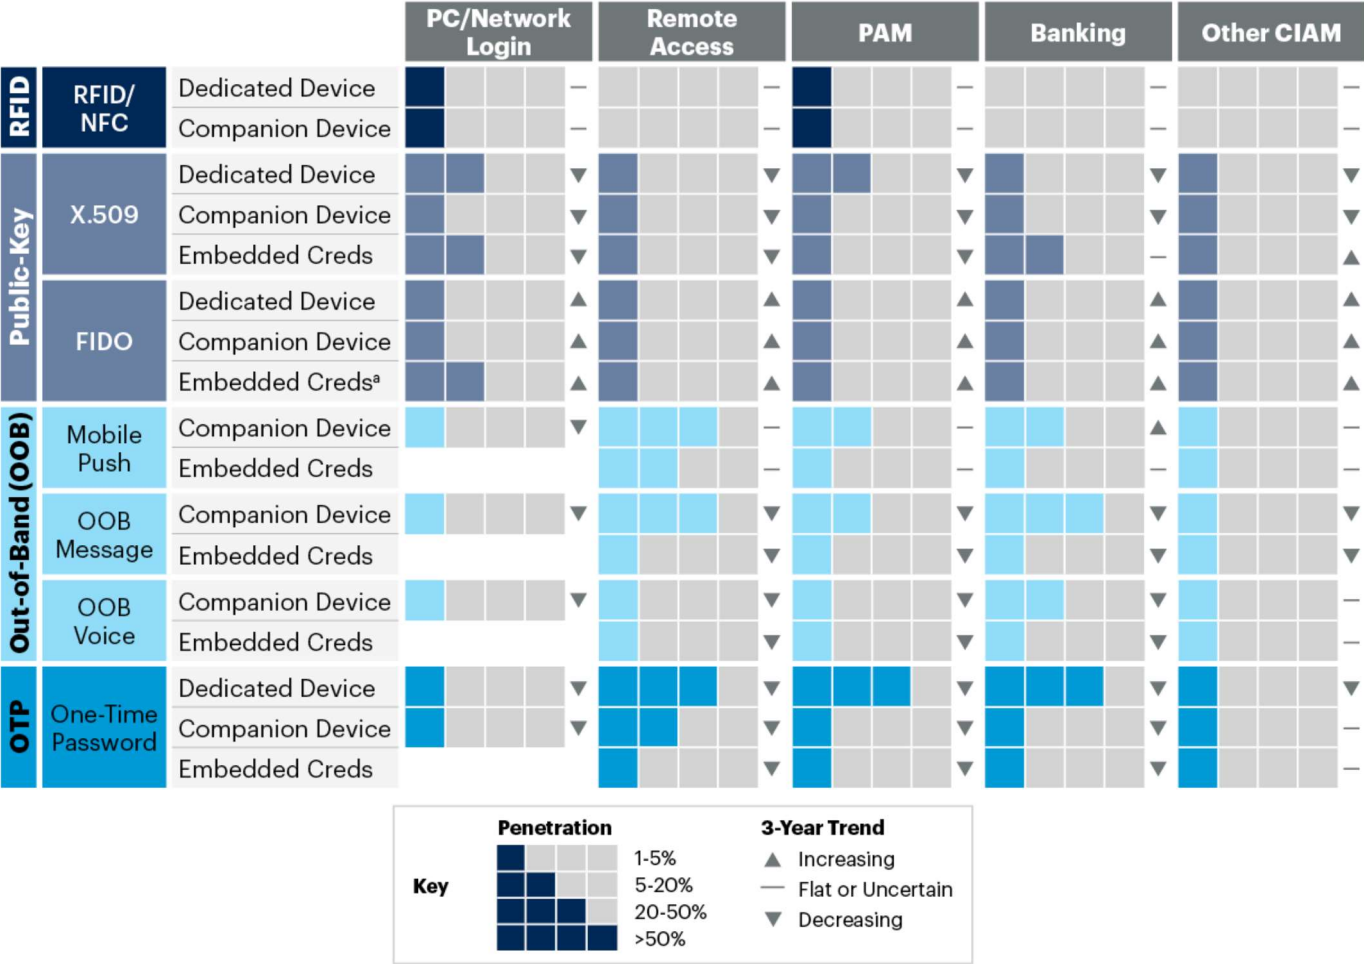 PC/Network
Login
Remote
Access
PAM
Banking
Other CIAM
RFID
RFID/
NFC
Dedicated Device
Companion Device
Public-Key
X.509
Dedicated Device
Companion Device
Embedded Creds
FIDO
Dedicated Device
Companion Device
Embedded Credsª
Out-of-Band (OOB)
Mobile
Push
Companion Device
Embedded Creds
OOB
Message
Companion Device
Embedded Creds
OOB
Voice
Companion Device
Embedded Creds
OTP
One-Time
Password
Dedicated Device
Companion Device
Embedded Creds
Key
Penetration
1-5%
5-20%
20-50%
>50%
3-Year Trend
Increasing
Flat or Uncertain
Decreasing